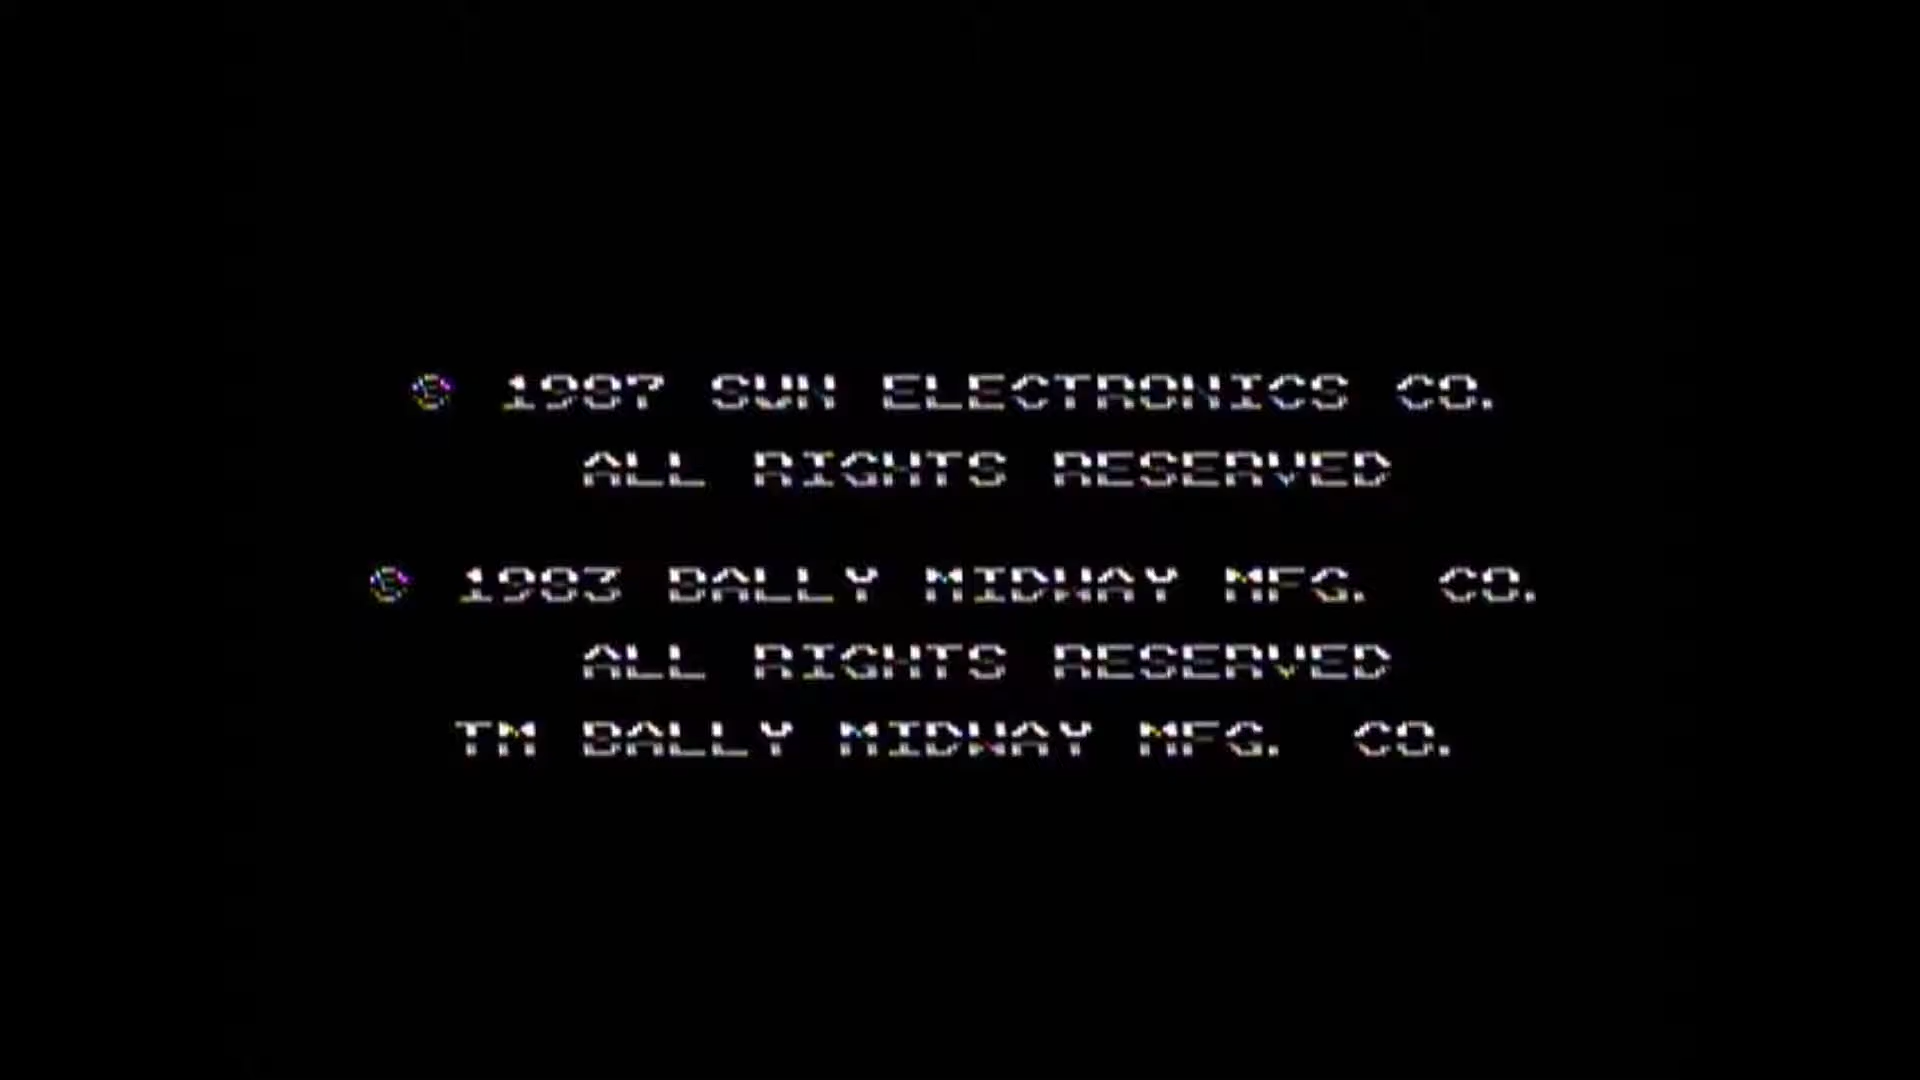 © 1987 SUN ELECTRONICS CO.
ALL RIGHTS RESERVED
© 1983 BALLY MIDWAY MFG. CO.
ALL RIGHTS RESERVED
TM BALLY MIDWAY MFG. CO.